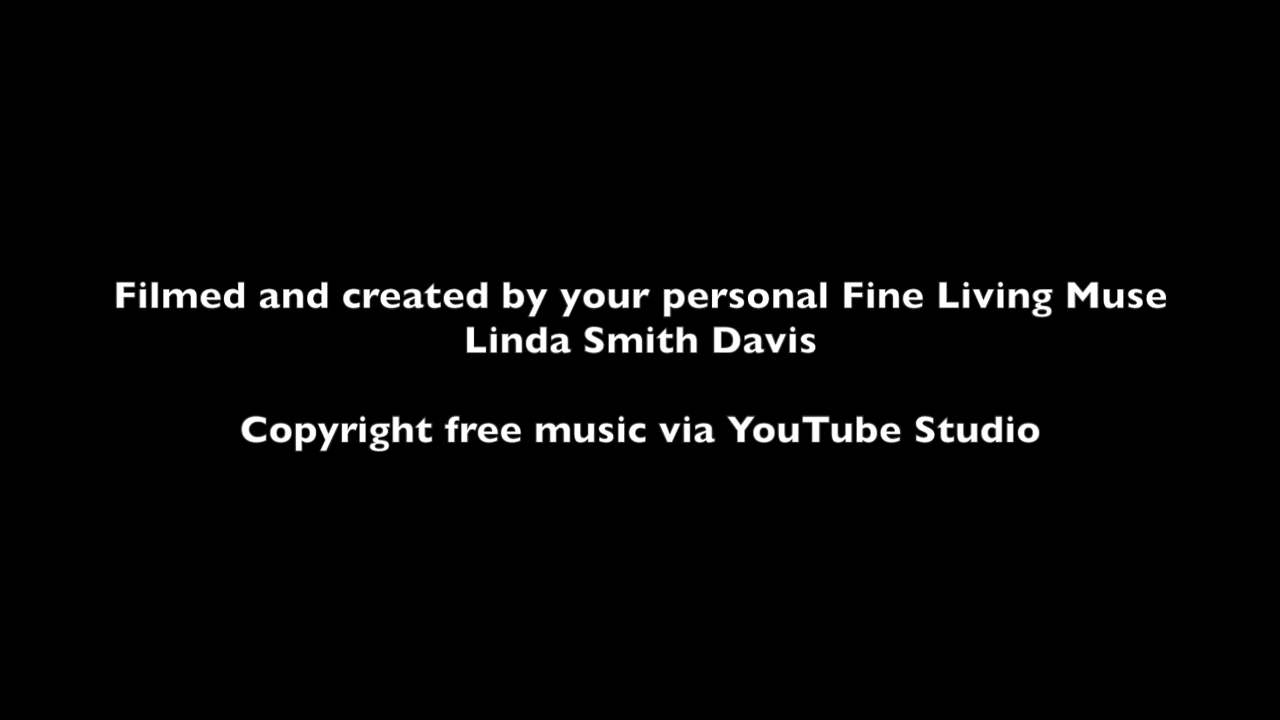 Filmed and created by your personal Fine Living Muse
Linda Smith Davis
Copyright free music via YouTube Studio